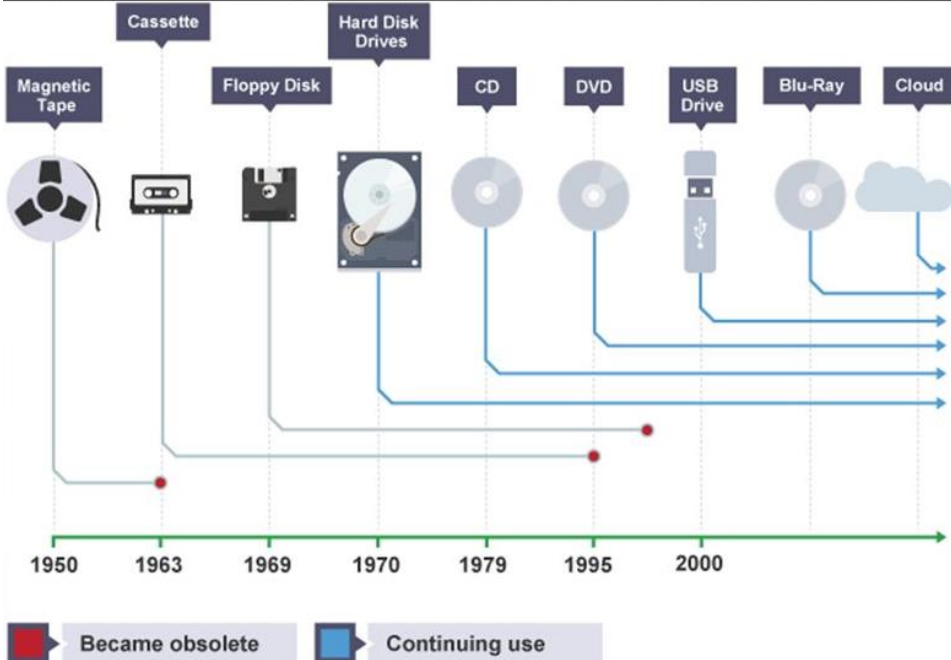 Cassette
Hard Disk
Drives
Magnetic
Tape
Floppy Disk
CD
DVD
USB
Drive
Blu-Ray
Cloud
1950
1963
1969
1970
1979
1995
2000
Became obsolete
Continuing use